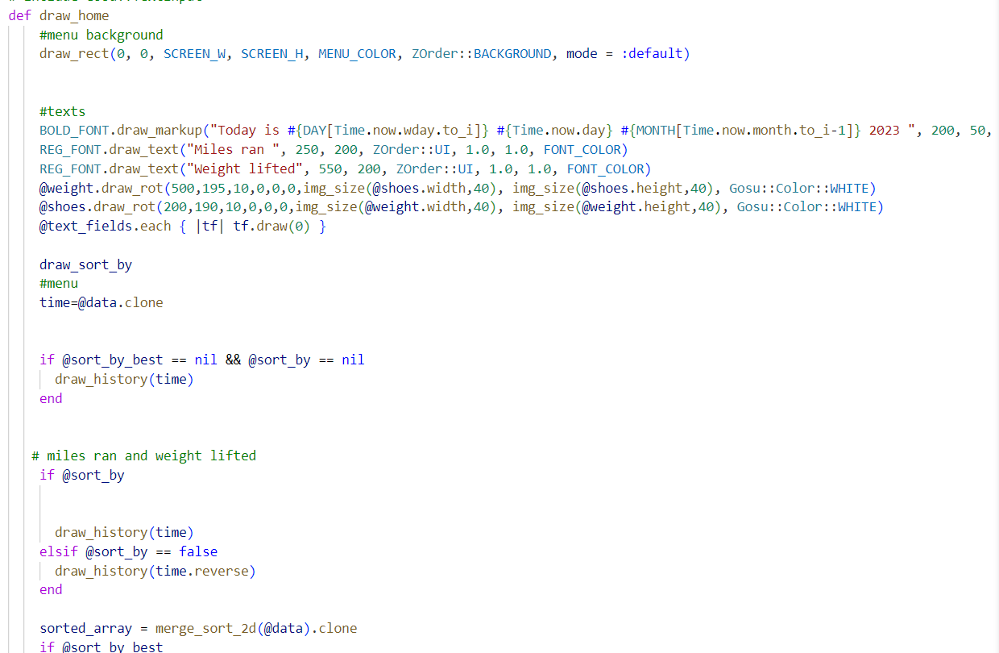 def draw_home
#menu background
draw_rect(0, 0, SCREEN_W, SCREEN_H, MENU_COLOR, ZOrder::BACKGROUND, mode = :default)
#texts
BOLD_FONT.draw_markup("Today is #{DAY[Time.now.wday.to_i]} #{Time.now.day} #{MONTH[Time.now.month.to_i-1]} 2023 ", 200, 50,
REG_FONT.draw_text("Miles ran ", 250, 200, ZOrder::UI, 1.0, 1.0, FONT_COLOR)
REG_FONT.draw_text("Weight lifted", 550, 200, ZOrder::UI, 1.0, 1.0, FONT_COLOR)
@weight.draw_rot(500,195,10,0,0,0,img_size(@shoes.width,40), img_size(@shoes.height,40), Gosu::Color::WHITE)
@shoes.draw_rot(200,190,10,0,0,0,img_size(@weight.width,40), img_size(@weight.height,40), Gosu::Color::WHITE)
@text_fields.each { |tf| tf.draw(0) }
draw_sort_by
#menu
time=@data.clone
if @sort_by_best == nil && @sort_by == nil
draw_history(time)
end
# miles ran and weight lifted
if @sort_by
draw_history(time)
elsif @sort_by == false
draw_history(time.reverse)
end
sorted_array = merge_sort_2d(@data).clone
if @sort_by_best